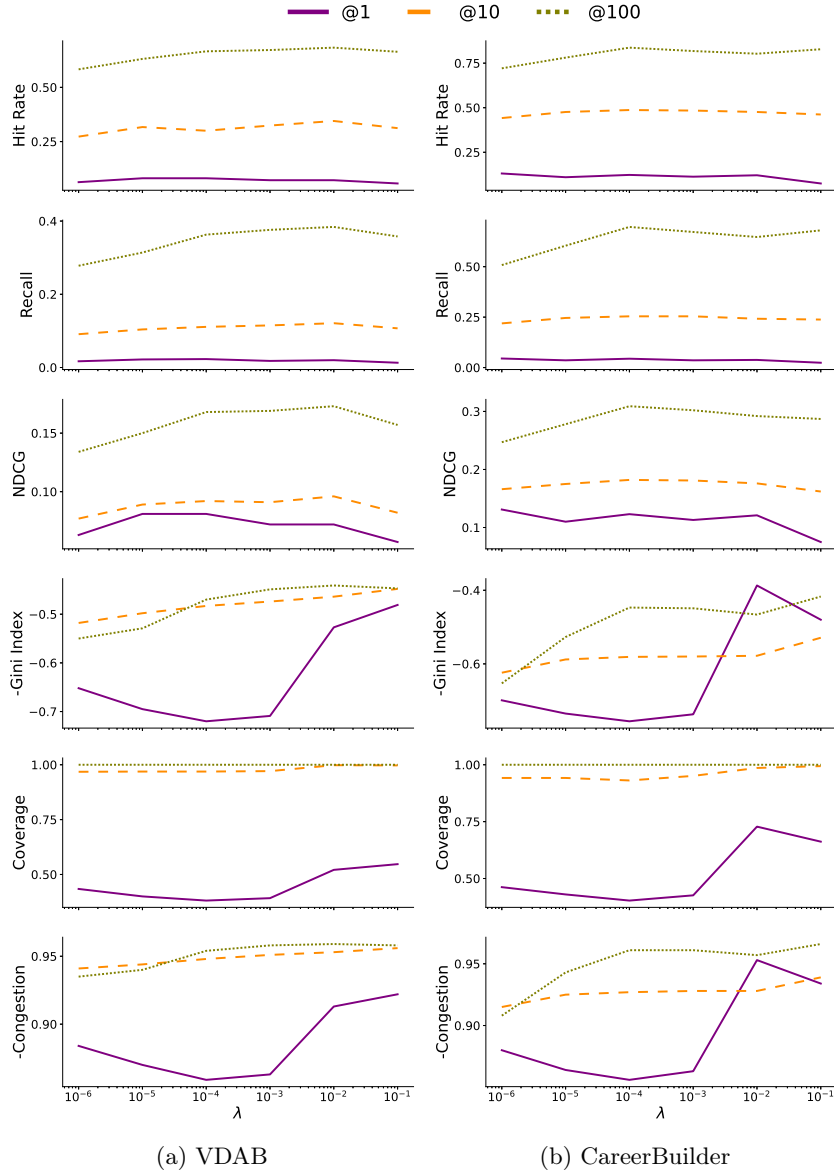 @1 @10 @100
Hit Rate
0.50
0.25
Hit Rate
0.75
0.50
0.25
Recall
0.4
0.2
0.0
Recall
0.50
0.25
0.00
NDCG
0.15
0.10
NDCG
0.3
0.2
0.1
-Gini Index
−0.5
−0.6
−0.7
-Gini Index
−0.4
−0.6
Coverage
1.00
0.75
0.50
Coverage
1.00
0.75
0.50
-Congestion
0.95
0.90
10⁻⁶ 10⁻⁵ 10⁻⁴ 10⁻³ 10⁻² 10⁻¹
λ
-Congestion
0.95
0.90
10⁻⁶ 10⁻⁵ 10⁻⁴ 10⁻³ 10⁻² 10⁻¹
λ
(a) VDAB
(b) CareerBuilder